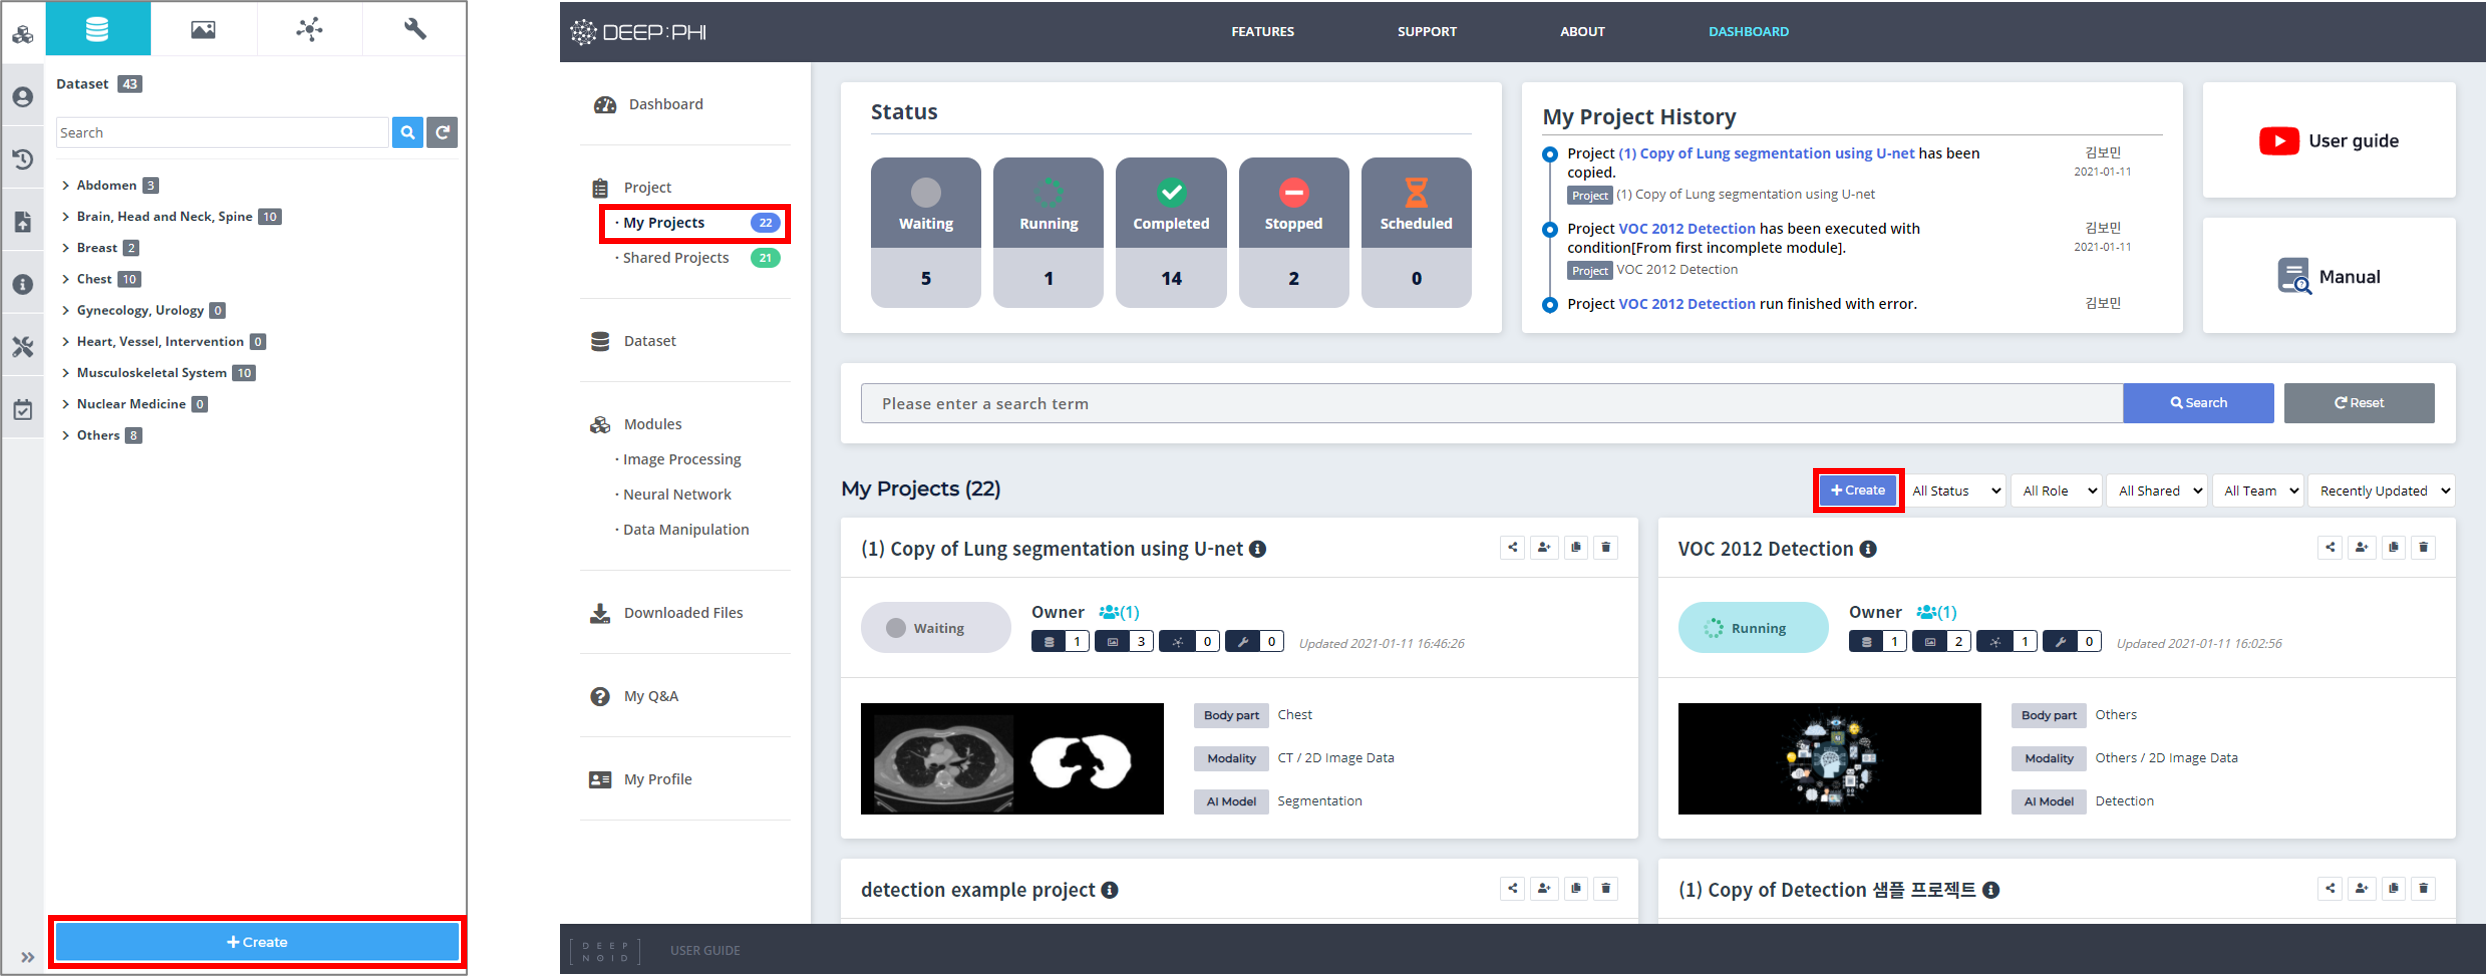 Dataset 43
Search
Abdomen 3
Brain, Head and Neck, Spine 10
Breast 2
Chest 10
Gynecology, Urology 0
Heart, Vessel, Intervention 0
Musculoskeletal System 10
Nuclear Medicine 0
Others 8
Create
DEEP:PHI
FEATURES
SUPPORT
ABOUT
DASHBOARD
Dashboard
Project
· My Projects 22
· Shared Projects 21
Dataset
Modules
· Image Processing
· Neural Network
· Data Manipulation
Downloaded Files
My Q&A
My Profile
Status
Waiting
5
Running
1
Completed
14
Stopped
2
Scheduled
0
My Project History
Project (1) Copy of Lung segmentation using U-net has been
copied.
Project (1) Copy of Lung segmentation using U-net
김보민
2021-01-11
Project VOC 2012 Detection has been executed with
condition[From first incomplete module].
Project VOC 2012 Detection
김보민
2021-01-11
Project VOC 2012 Detection run finished with error.
김보민
User guide
Manual
Please enter a search term
Search
Reset
My Projects (22)
Create
All Status
All Role
All Shared
All Team
Recently Updated
(1) Copy of Lung segmentation using U-net
Waiting
Owner (1)
1 3 0 0 Updated 2021-01-11 16:46:26
Body part Chest
Modality CT / 2D Image Data
AI Model Segmentation
VOC 2012 Detection
Running
Owner (1)
1 2 1 0 Updated 2021-01-11 16:02:56
Body part Others
Modality Others / 2D Image Data
AI Model Detection
detection example project
(1) Copy of Detection 샘플 프로젝트
DEEP
NOID
USER GUIDE